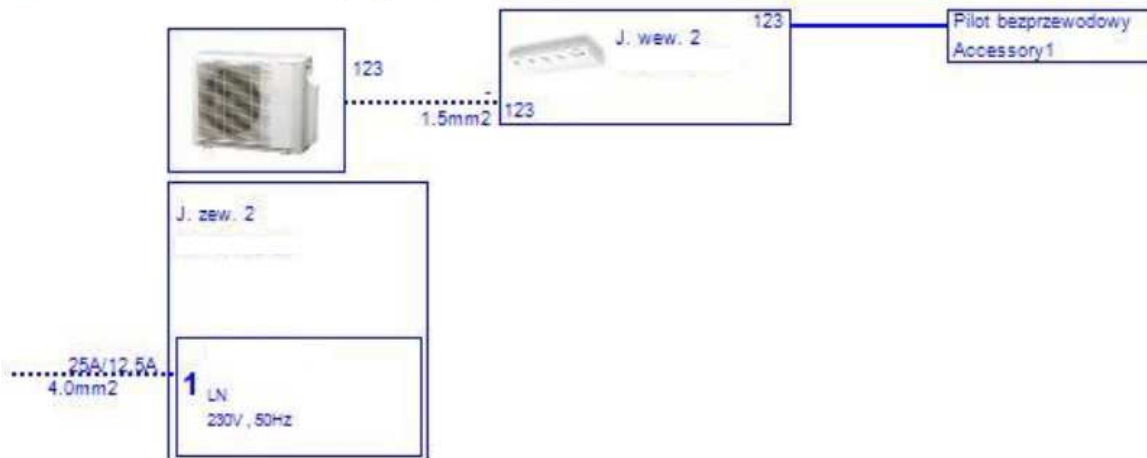 123
Pilot bezprzewodowy
J. wew. 2
Accessory1
123
-
1.5mm2
123
J. zew. 2
25A/12.5A
4.0mm2
1
LN
230V , 50Hz